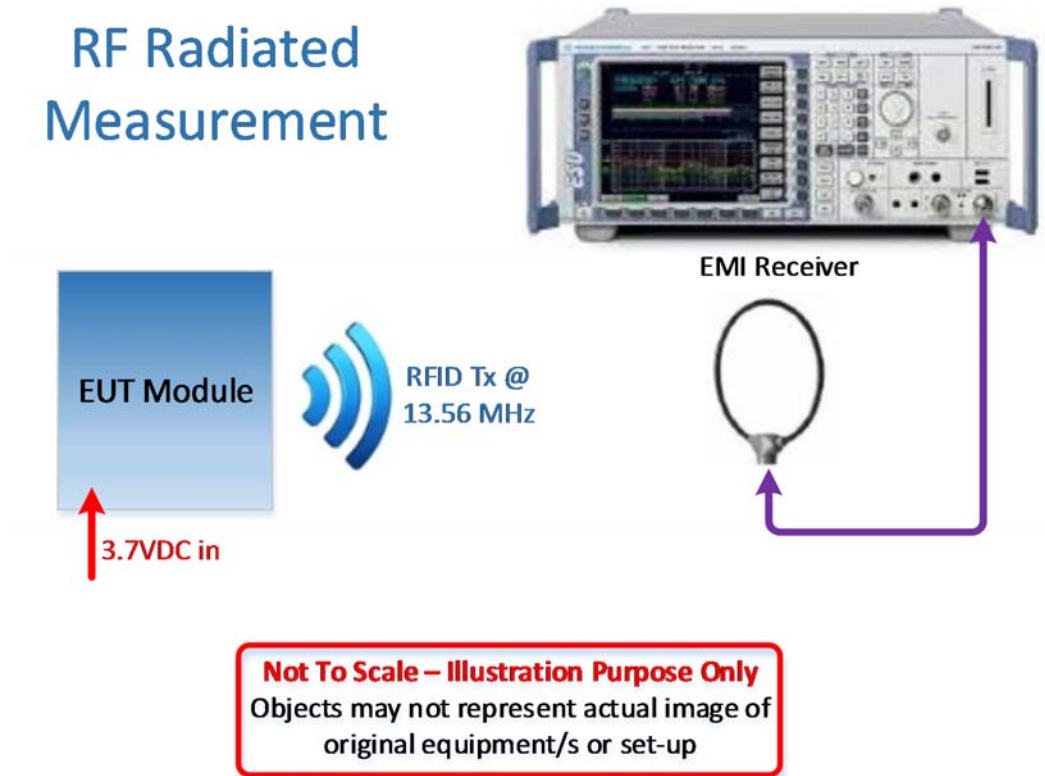 RF Radiated
Measurement
EMI Receiver
EUT Module
RFID Tx @
13.56 MHz
3.7VDC in
Not To Scale – Illustration Purpose Only
Objects may not represent actual image of
original equipment/s or set-up